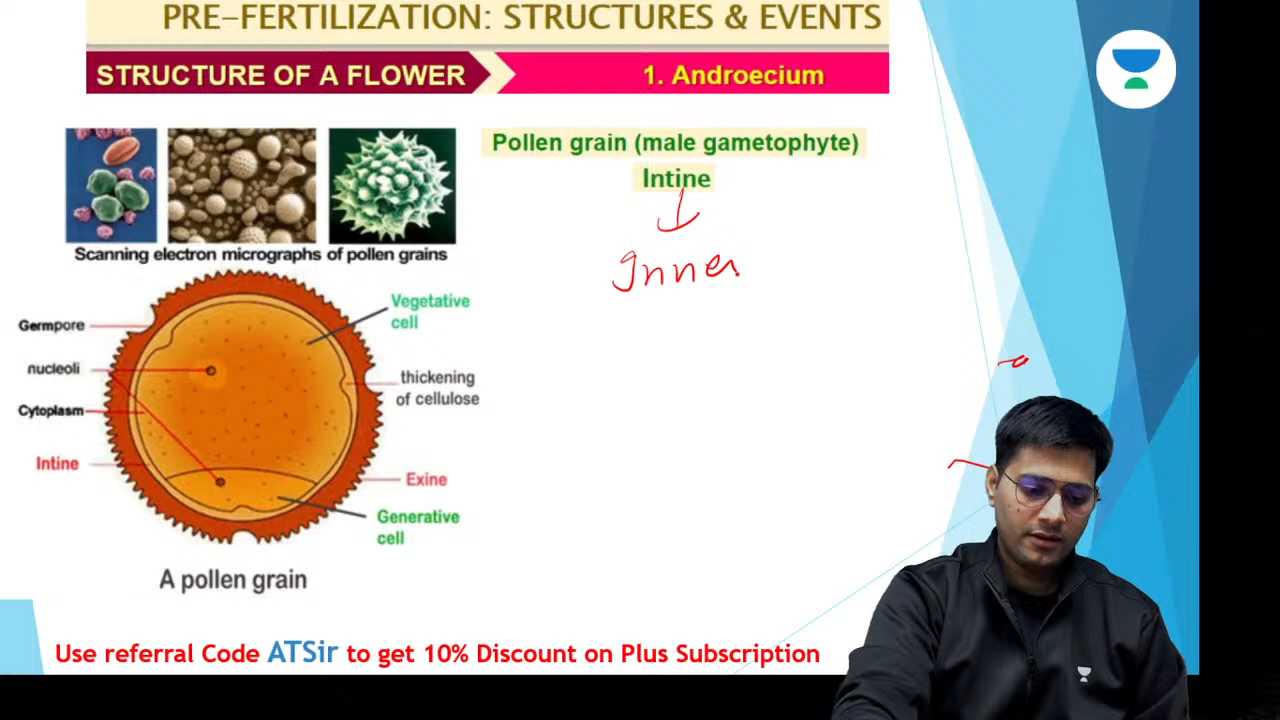 PRE-FERTILIZATION: STRUCTURES & EVENTS
STRUCTURE OF A FLOWER
1. Androecium
Pollen grain (male gametophyte)
Intine
Inner
Scanning electron micrographs of pollen grains
Vegetative
cell
Germpore
nucleoli
thickening
of cellulose
Cytoplasm
Intine
Exine
Generative
cell
A pollen grain
Use referral Code ATSir to get 10% Discount on Plus Subscription